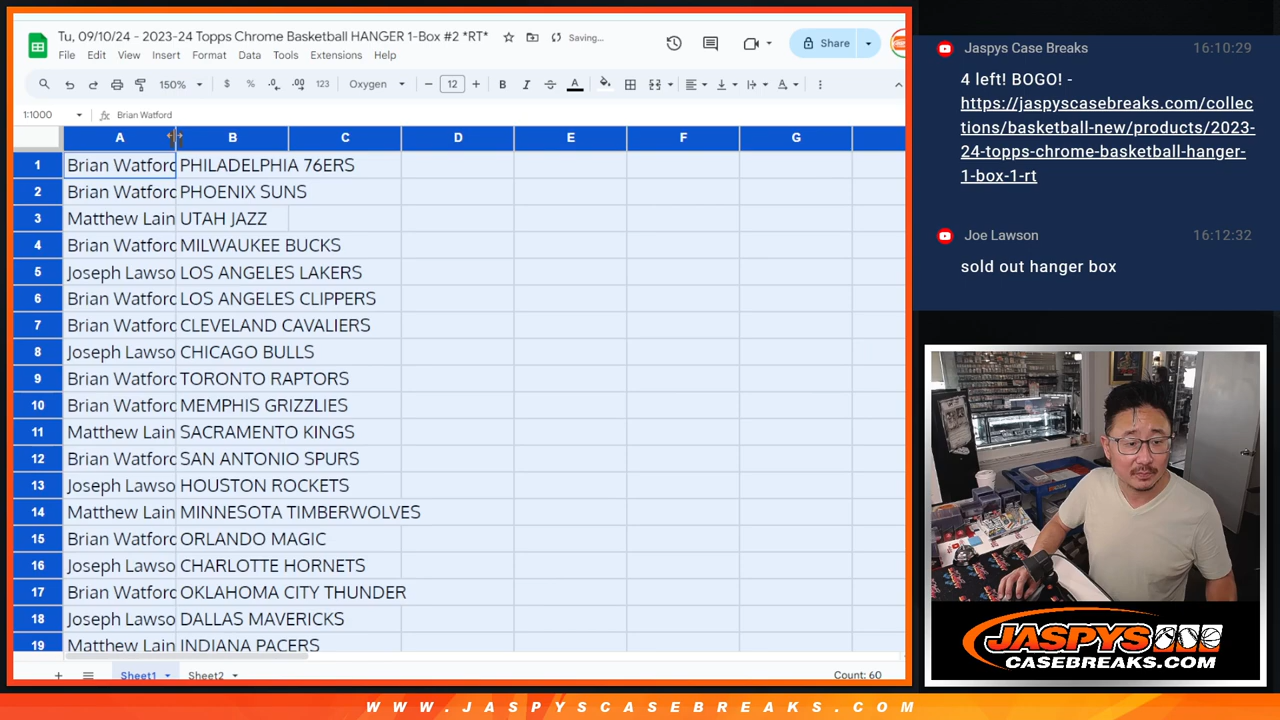 Tu, 09/10/24 - 2023-24 Topps Chrome Basketball HANGER 1-Box #2 *RT*
Saving...
Share
File Edit View Insert Format Data Tools Extensions Help
150% $ % .0 .00 123 Oxygen 12 B I A
1:1000 fx Brian Watford
A B C D E F G
1 Brian Watford PHILADELPHIA 76ERS
2 Brian Watford PHOENIX SUNS
3 Matthew Lain UTAH JAZZ
4 Brian Watford MILWAUKEE BUCKS
5 Joseph Lawso LOS ANGELES LAKERS
6 Brian Watford LOS ANGELES CLIPPERS
7 Brian Watford CLEVELAND CAVALIERS
8 Joseph Lawso CHICAGO BULLS
9 Brian Watford TORONTO RAPTORS
10 Brian Watford MEMPHIS GRIZZLIES
11 Matthew Lain SACRAMENTO KINGS
12 Brian Watford SAN ANTONIO SPURS
13 Joseph Lawso HOUSTON ROCKETS
14 Matthew Lain MINNESOTA TIMBERWOLVES
15 Brian Watford ORLANDO MAGIC
16 Joseph Lawso CHARLOTTE HORNETS
17 Brian Watford OKLAHOMA CITY THUNDER
18 Joseph Lawso DALLAS MAVERICKS
19 Matthew Lain INDIANA PACERS
Sheet1 Sheet2 Count: 60
Jaspys Case Breaks 16:10:29
4 left! BOGO! -
https://jaspyscasebreaks.com/collec
tions/basketball-new/products/2023-
24-topps-chrome-basketball-hanger-
1-box-1-rt
Joe Lawson 16:12:32
sold out hanger box
JASPYS
CASEBREAKS.COM
WWW.JASPYSCASEBREAKS.COM